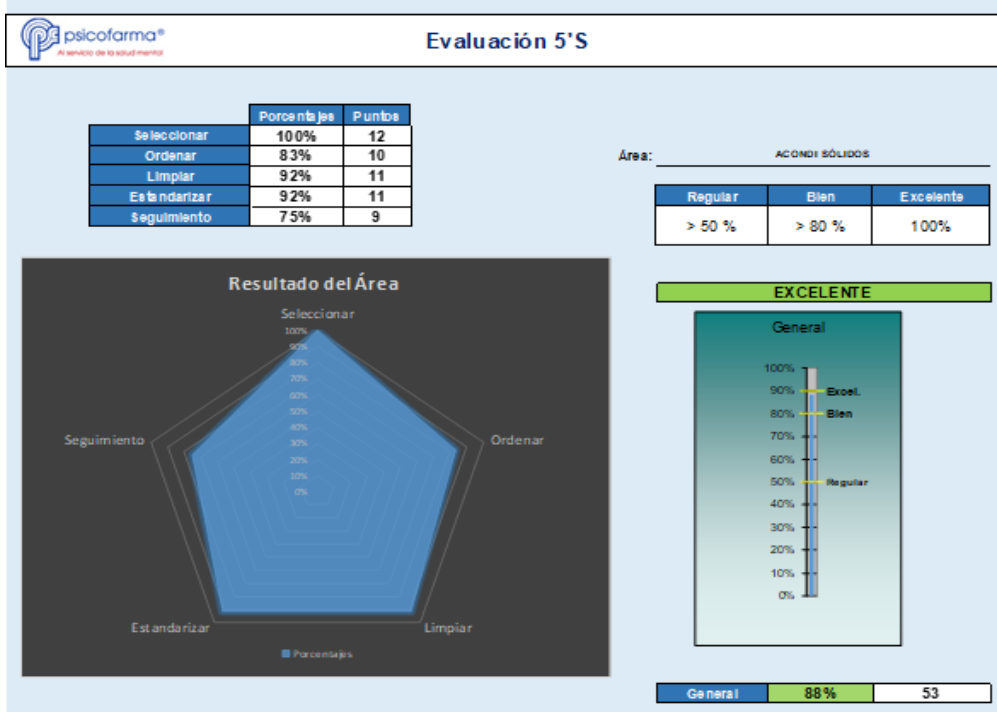 psicofarma®
Al servicio de la salud mental
Evaluación 5'S
Porcentajes Puntos
Seleccionar 100% 12
Ordenar 83% 10
Limpiar 92% 11
Estandarizar 92% 11
Seguimiento 75% 9
Área: ACONDI SÓLIDOS
Regular Bien Excelente
> 50 % > 80 % 100%
Resultado del Área
Seleccionar
100%
90%
80%
70%
60%
50%
40%
30%
20%
10%
0%
Seguimiento
Ordenar
Estandarizar
Limpiar
Porcentajes
EXCELENTE
General
100%
90% Excel.
80% Bien
70%
60%
50% Regular
40%
30%
20%
10%
0%
General 88% 53